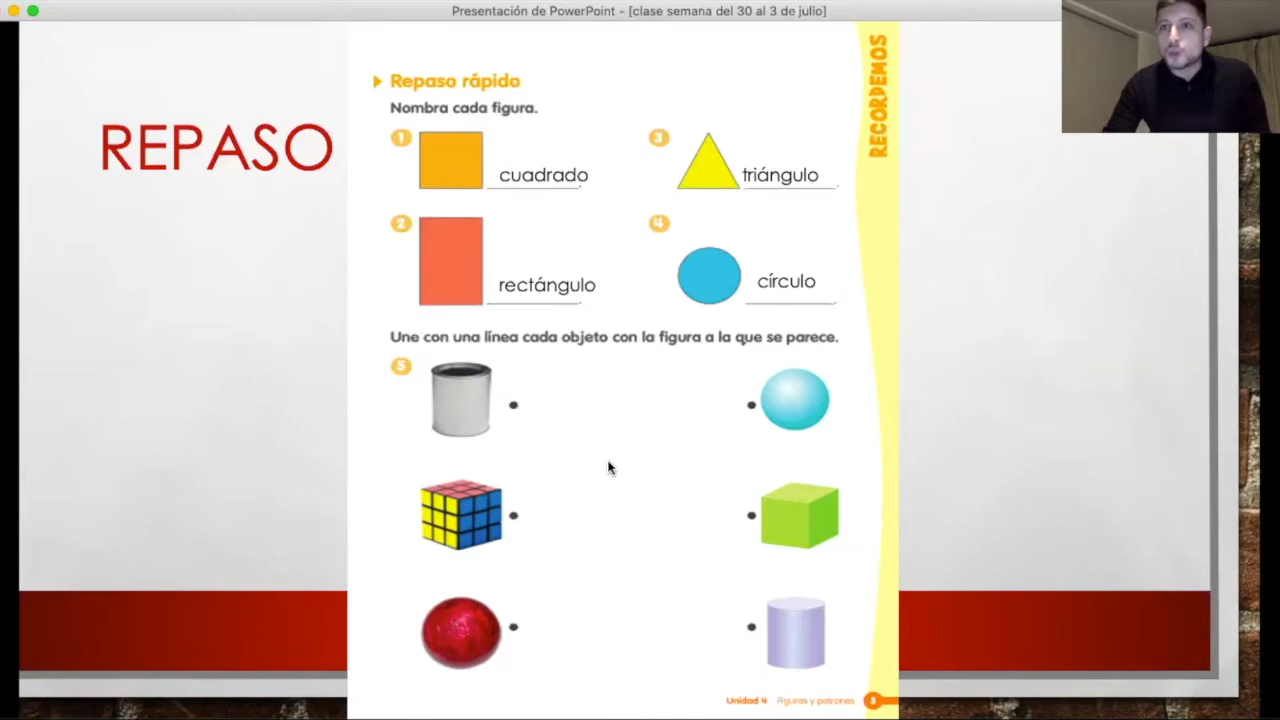 Presentación de PowerPoint - [clase semana del 30 al 3 de julio]
REPASO
RECORDEMOS
Repaso rápido
Nombra cada figura.
1 cuadrado
3 triángulo
2 rectángulo
4 círculo
Une con una línea cada objeto con la figura a la que se parece.
5
Unidad 4 Figuras y patrones 3